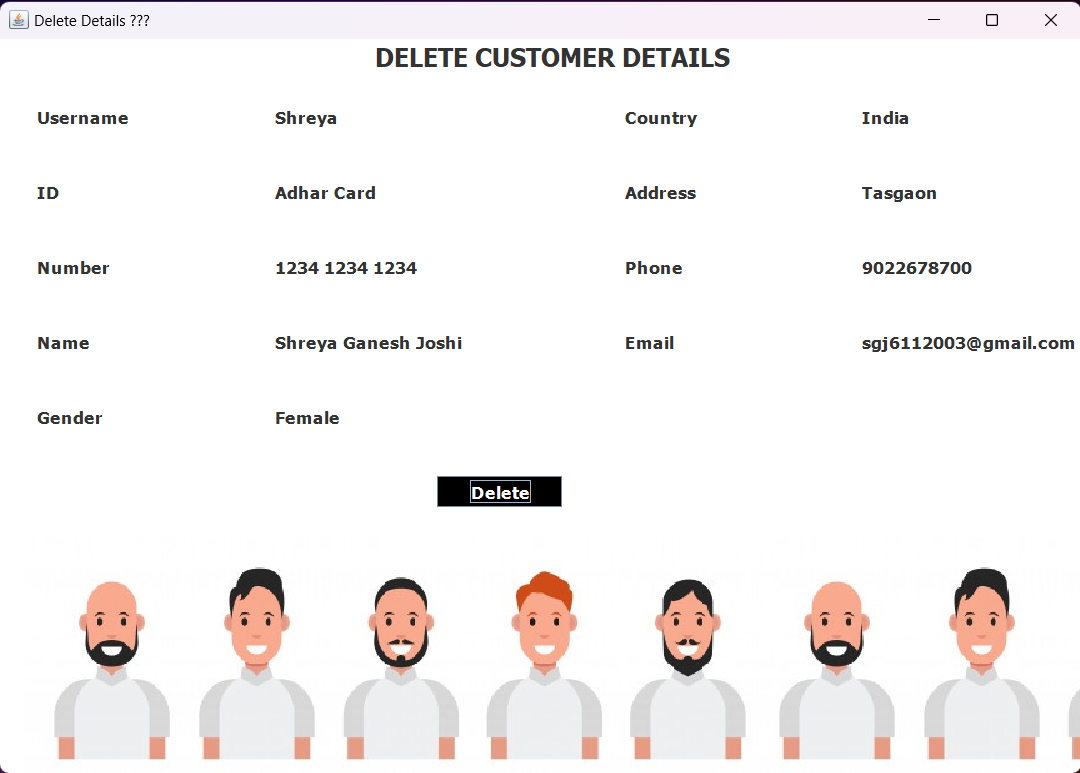 Delete Details ???
DELETE CUSTOMER DETAILS
Username Shreya Country India
ID Adhar Card Address Tasgaon
Number 1234 1234 1234 Phone 9022678700
Name Shreya Ganesh Joshi Email sgj6112003@gmail.com
Gender Female
Delete